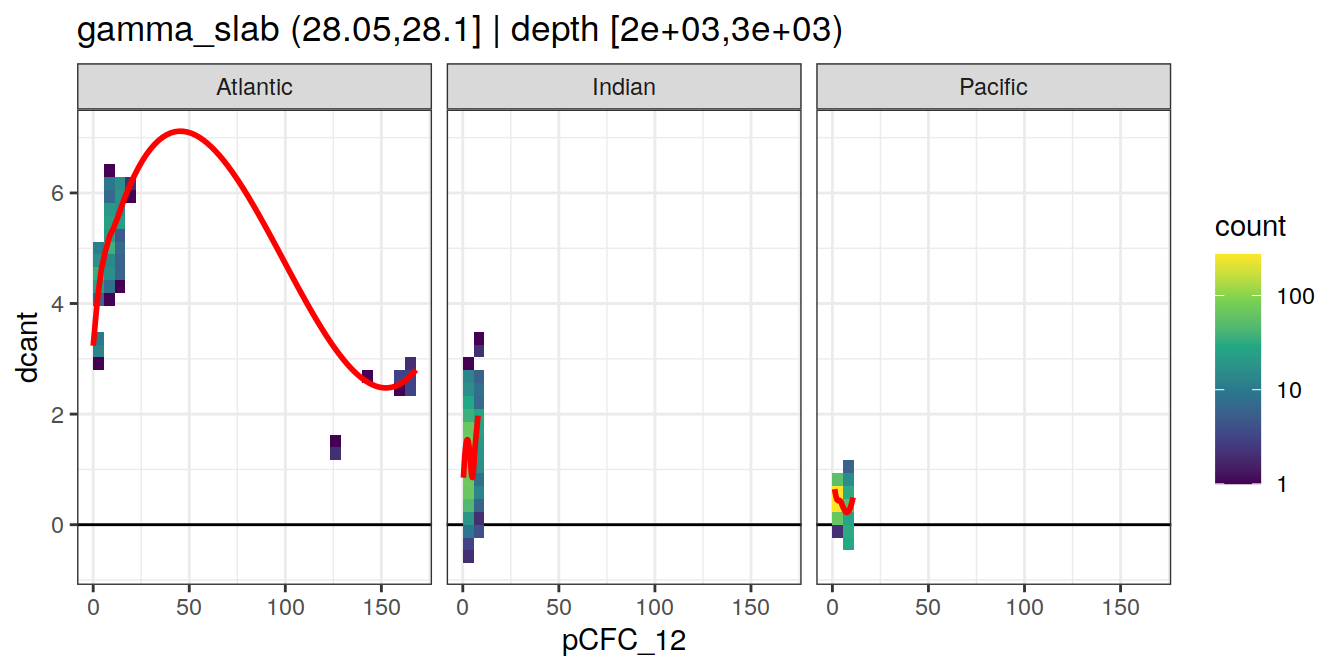 gamma_slab (28.05,28.1] | depth [2e+03,3e+03)
Atlantic Indian Pacific
6
4
2
0
dcant
0 50 100 150 0 50 100 150 0 50 100 150
pCFC_12
count
100
10
1